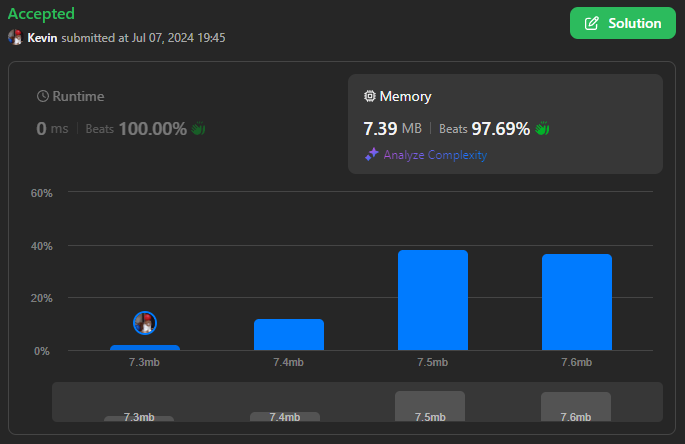 Accepted
Kevin submitted at Jul 07, 2024 19:45
Solution
Runtime
0 ms | Beats 100.00%
Memory
7.39 MB | Beats 97.69%
Analyze Complexity
60%
40%
20%
0%
7.3mb 7.4mb 7.5mb 7.6mb
7.3mb 7.4mb 7.5mb 7.6mb